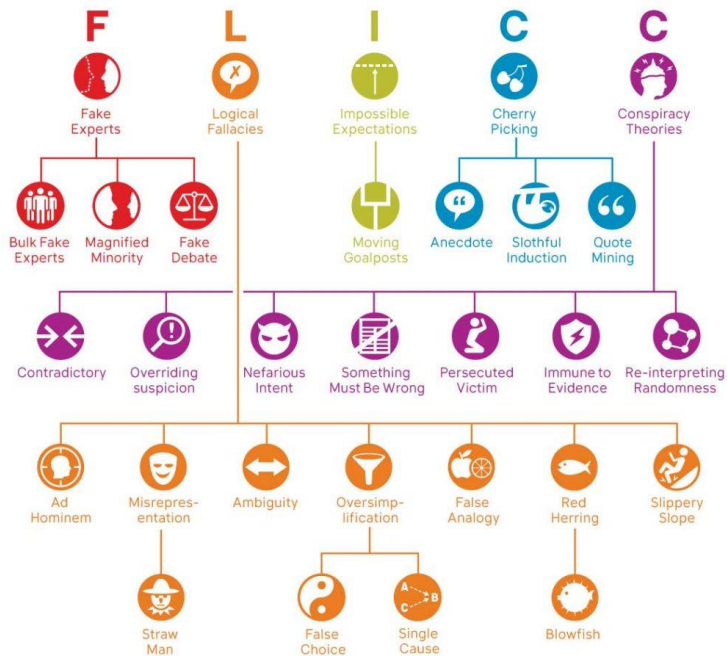 F L I C C
Fake
Experts
Logical
Fallacies
Impossible
Expectations
Cherry
Picking
Conspiracy
Theories
Bulk Fake
Experts
Magnified
Minority
Fake
Debate
Moving
Goalposts
Anecdote
Slothful
Induction
Quote
Mining
Contradictory
Overriding
suspicion
Nefarious
Intent
Something
Must Be Wrong
Persecuted
Victim
Immune to
Evidence
Re-interpreting
Randomness
Ad
Hominem
Misrepres-
entation
Ambiguity
Oversimp-
lification
False
Analogy
Red
Herring
Slippery
Slope
Straw
Man
False
Choice
A
B
C
Single
Cause
Blowfish